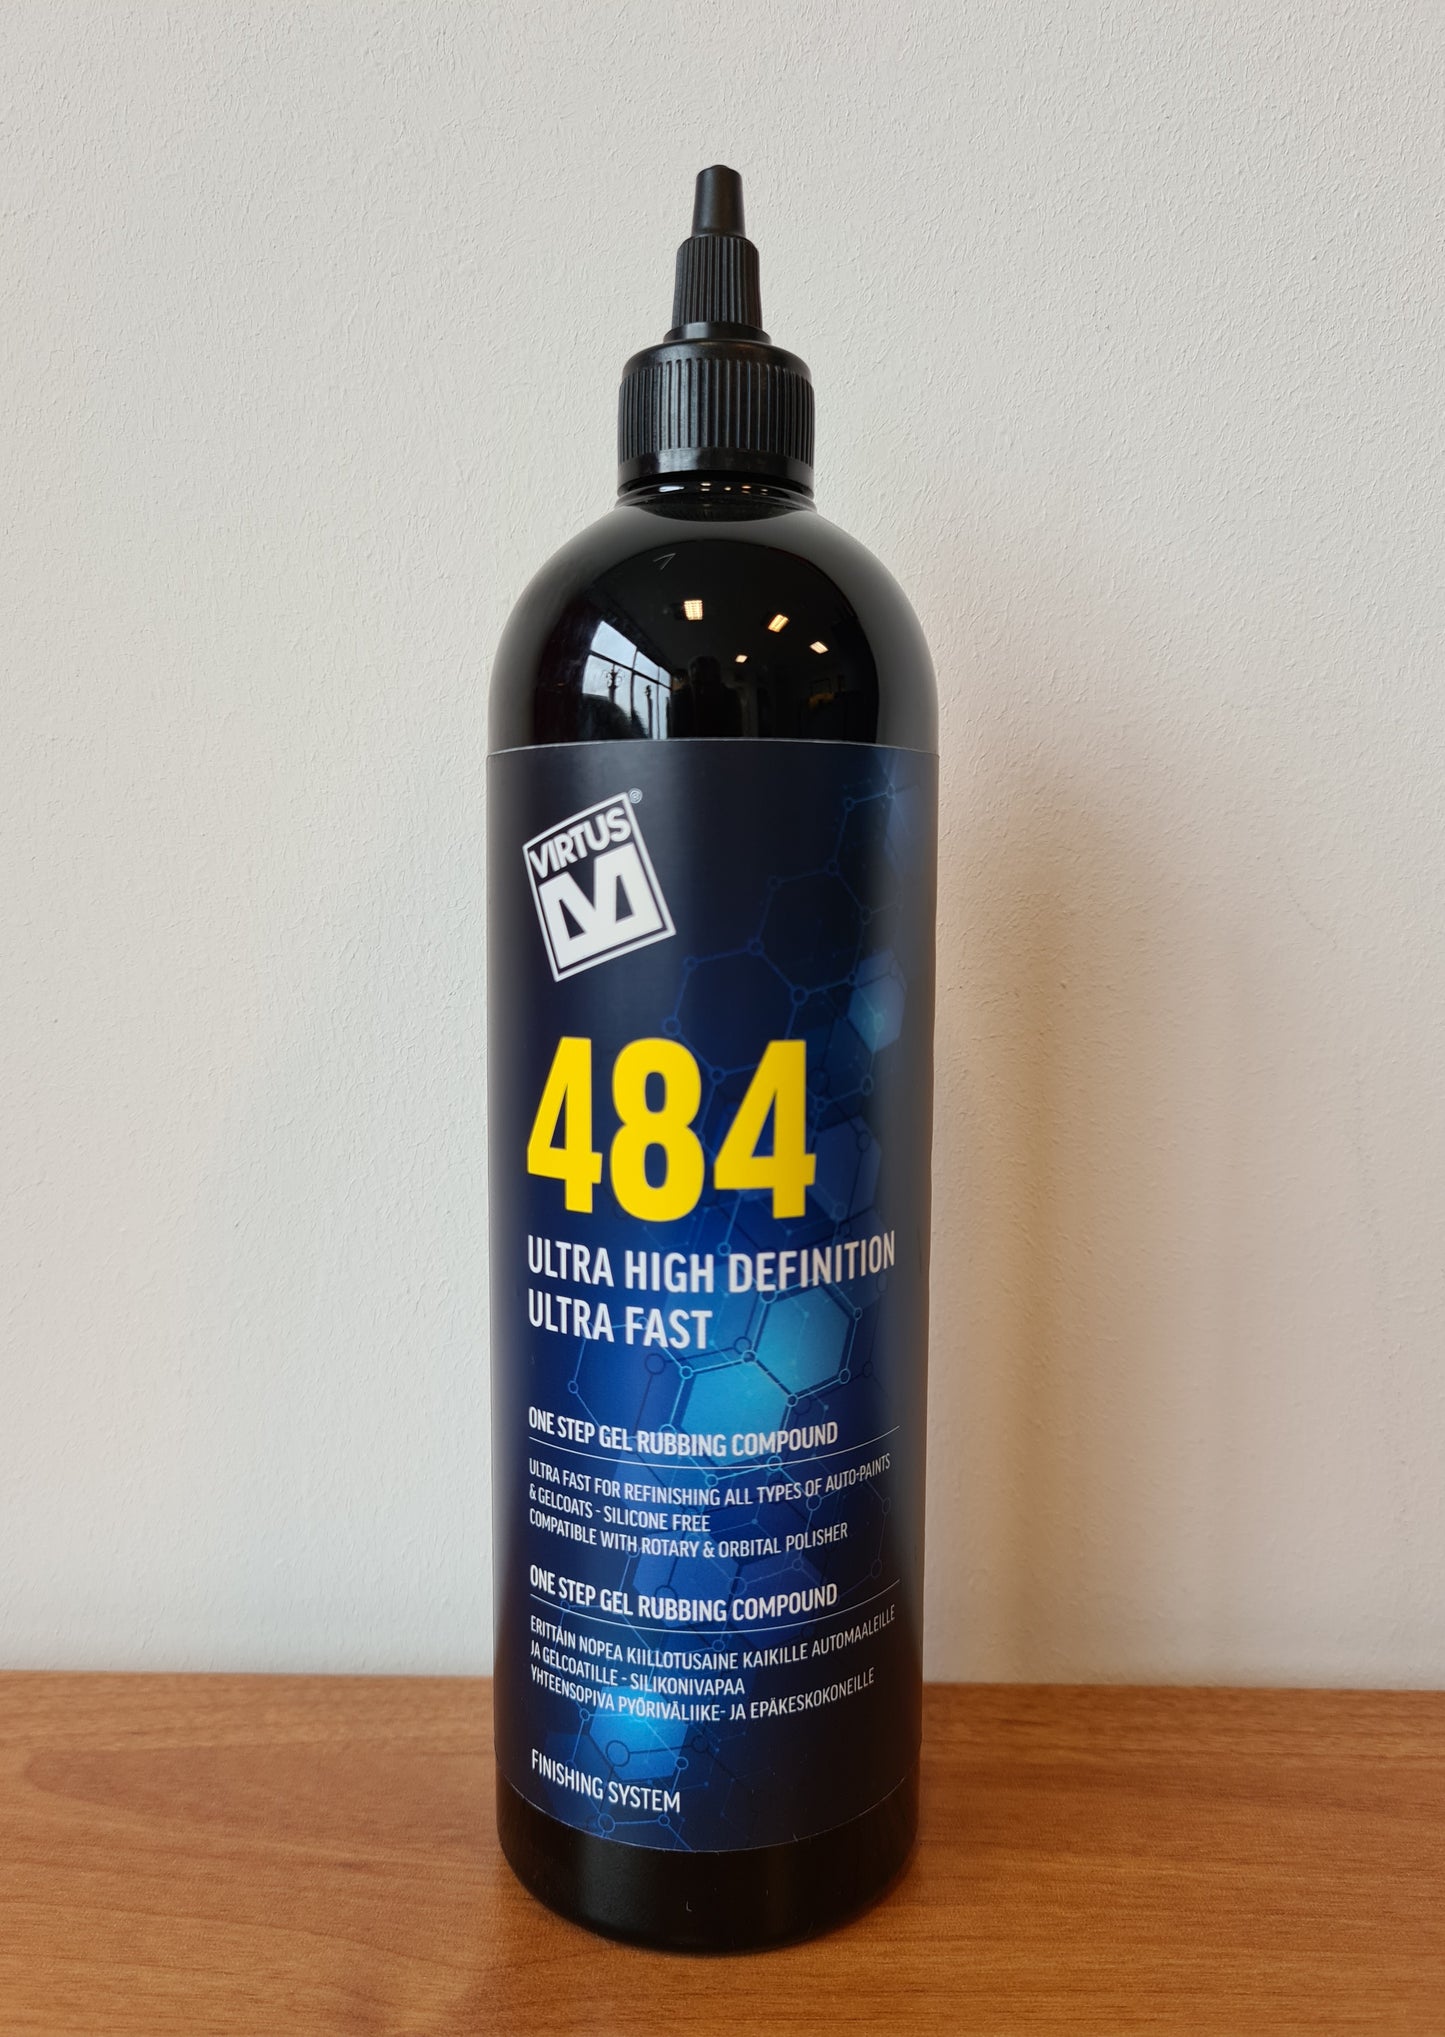 VIRTUS®
484
ULTRA HIGH DEFINITION
ULTRA FAST
ONE STEP GEL RUBBING COMPOUND
ULTRA FAST FOR REFINISHING ALL TYPES OF AUTO-PAINTS
& GELCOATS - SILICONE FREE
COMPATIBLE WITH ROTARY & ORBITAL POLISHER
ONE STEP GEL RUBBING COMPOUND
ERITTÄIN NOPEA KIILLOTUSAINE KAIKILLE AUTOMAALEILLE
JA GELCOATILLE - SILIKONIVAPAA
YHTEENSOPIVA PYÖRIVÄLIIKE- JA EPÄKESKOKONEILLE
FINISHING SYSTEM